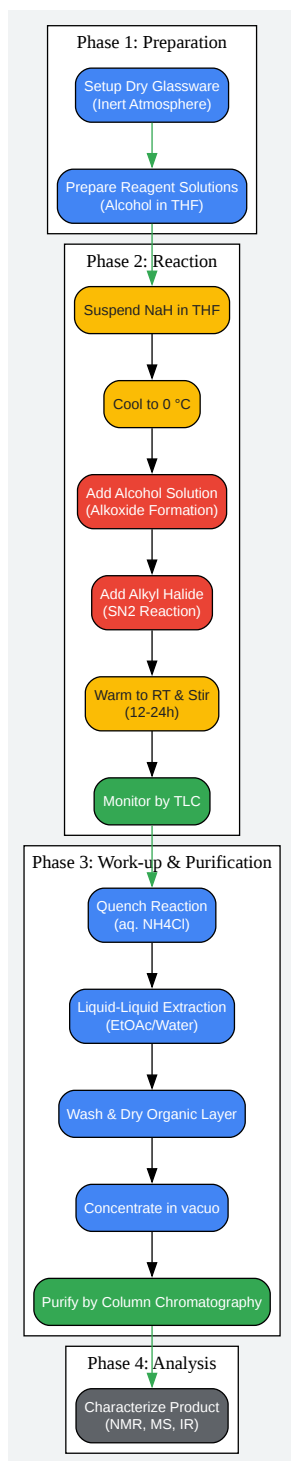 Phase 1: Preparation
Setup Dry Glassware
(Inert Atmosphere)
Prepare Reagent Solutions
(Alcohol in THF)
Phase 2: Reaction
Suspend NaH in THF
Cool to 0 °C
Add Alcohol Solution
(Alkoxide Formation)
Add Alkyl Halide
(SN2 Reaction)
Warm to RT & Stir
(12-24h)
Monitor by TLC
Phase 3: Work-up & Purification
Quench Reaction
(aq. NH4Cl)
Liquid-Liquid Extraction
(EtOAc/Water)
Wash & Dry Organic Layer
Concentrate in vacuo
Purify by Column Chromatography
Phase 4: Analysis
Characterize Product
(NMR, MS, IR)